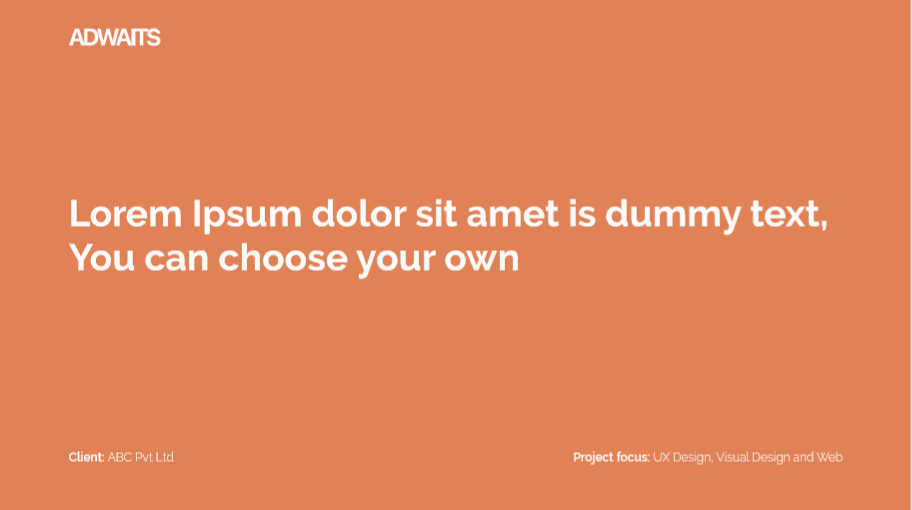 ADWAITS
Lorem Ipsum dolor sit amet is dummy text,
You can choose your own
Client: ABC Pvt Ltd
Project focus: UX Design, Visual Design and Web